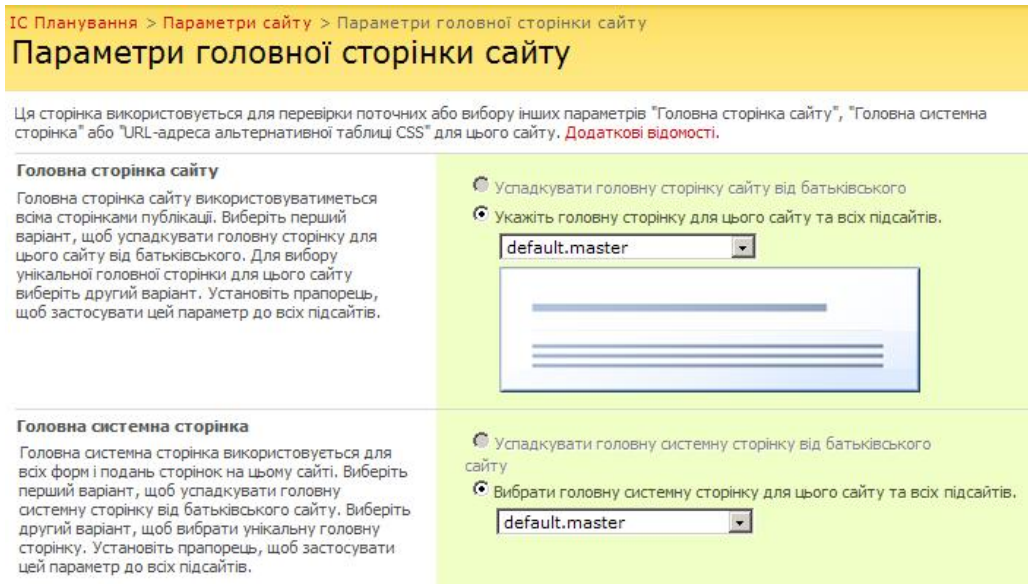 ІС Планування > Параметри сайту > Параметри головної сторінки сайту
Параметри головної сторінки сайту
Ця сторінка використовується для перевірки поточних або вибору інших параметрів "Головна сторінка сайту", "Головна системна
сторінка" або "URL-адреса альтернативної таблиці CSS" для цього сайту. Додаткові відомості.
Головна сторінка сайту
Головна сторінка сайту використовуватиметься
всіма сторінками публікації. Виберіть перший
варіант, щоб успадкувати головну сторінку для
цього сайту від батьківського. Для вибору
унікальної головної сторінки для цього сайту
виберіть другий варіант. Установіть прапорець,
щоб застосувати цей параметр до всіх підсайтів.
Успадкувати головну сторінку сайту від батьківського
Укажіть головну сторінку для цього сайту та всіх підсайтів.
default.master
Головна системна сторінка
Головна системна сторінка використовується для
всіх форм і подань сторінок на цьому сайті. Виберіть
перший варіант, щоб успадкувати головну
системну сторінку від батьківського сайту. Виберіть
другий варіант, щоб вибрати унікальну головну
сторінку. Установіть прапорець, щоб застосувати
цей параметр до всіх підсайтів.
Успадкувати головну системну сторінку від батьківського
сайту
Вибрати головну системну сторінку для цього сайту та всіх підсайтів.
default.master